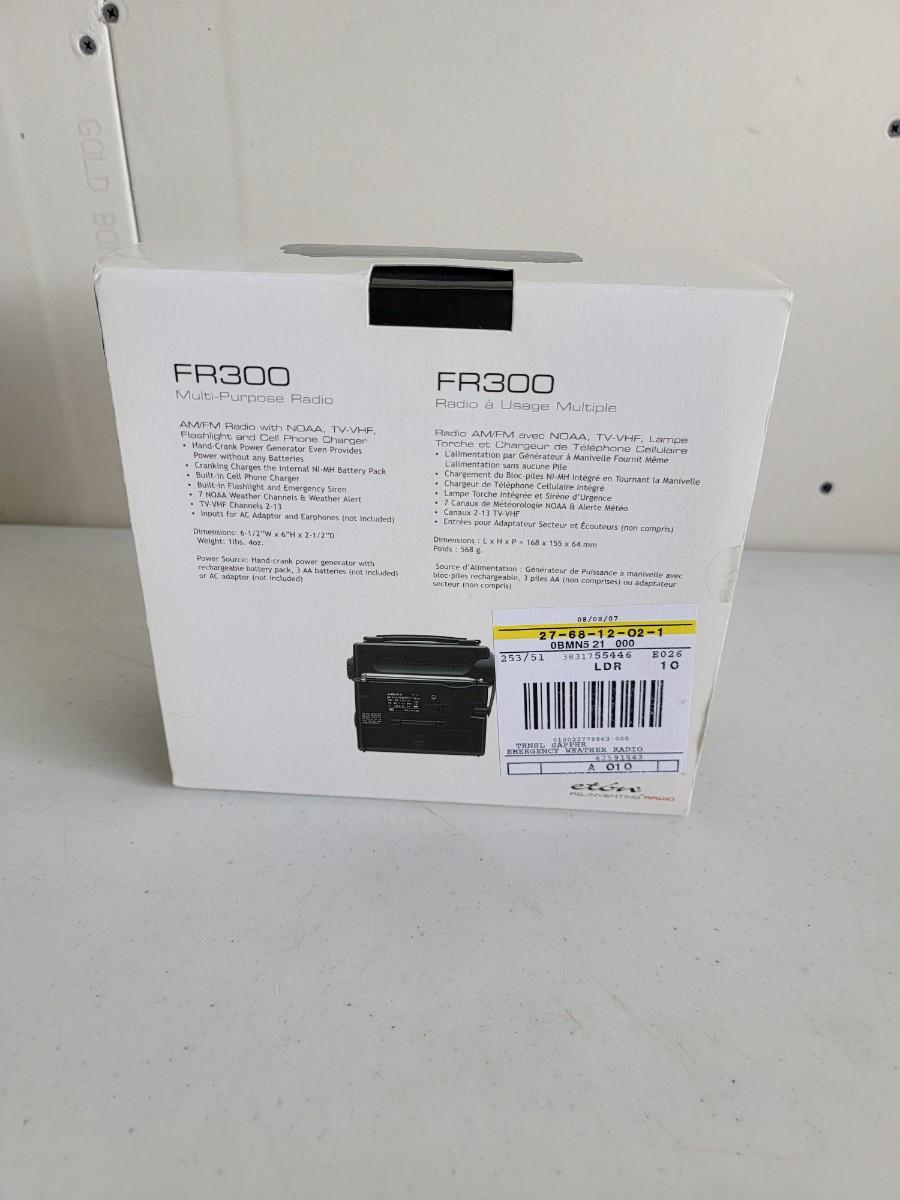 GOLD BO
FR300
Multi-Purpose Radio
AM/FM Radio with NOAA, TV-VHF,
Flashlight and Cell Phone Charger
• Hand-Crank Power Generator Even Provides
Power without any Batteries
• Cranking Charges the Internal NI-MH Battery Pack
• Built-in Cell Phone Charger
• Built-in Flashlight and Emergency Siren
• 7 NOAA Weather Channels & Weather Alert
• TV-VHF Channels 2-13
• Inputs for AC Adaptor and Earphones (not included)
Dimensions: 6-1/2"W x 6"H x 2-1/2"D
Weight: 1lbs. 4oz.
Power Source: Hand-crank power generator with
rechargeable battery pack, 3 AA batteries (not included)
or AC adaptor (not included)
FR300
Radio à Usage Multiple
Radio AM/FM avec NOAA, TV-VHF, Lampe
Torche et Chargeur de Téléphone Cellulaire
• L'alimentation par Générateur à Manivelle Fournit Même
L'alimentation sans aucune Pile
• Chargement du Bloc-piles NI-MH Intégré en Tournant la Manivelle
• Chargeur de Téléphone Cellulaire Intégré
• Lampe Torche Intégrée et Sirène d'Urgence
• 7 Canaux de Météorologie NOAA & Alerte Météo
• Canaux 2-13 TV-VHF
• Entrées pour Adaptateur Secteur et Écouteurs (non compris)
Dimensions : L x H x P = 168 x 155 x 64 mm
Poids : 568 g.
Source d'Alimentation : Générateur de Puissance à manivelle avec
bloc-piles rechargeable, 3 piles AA (non comprises) ou adaptateur
secteur (non compris)
08/08/07
27-68-12-02-1
0BMN5 21 000
253/51 3831755446 E026
LDR 10
010032770863-000
TRNSL SAPPHR
EMERGENCY WEATHER RADIO
42591543
A 010
etón
RE_INVENTING RADIO